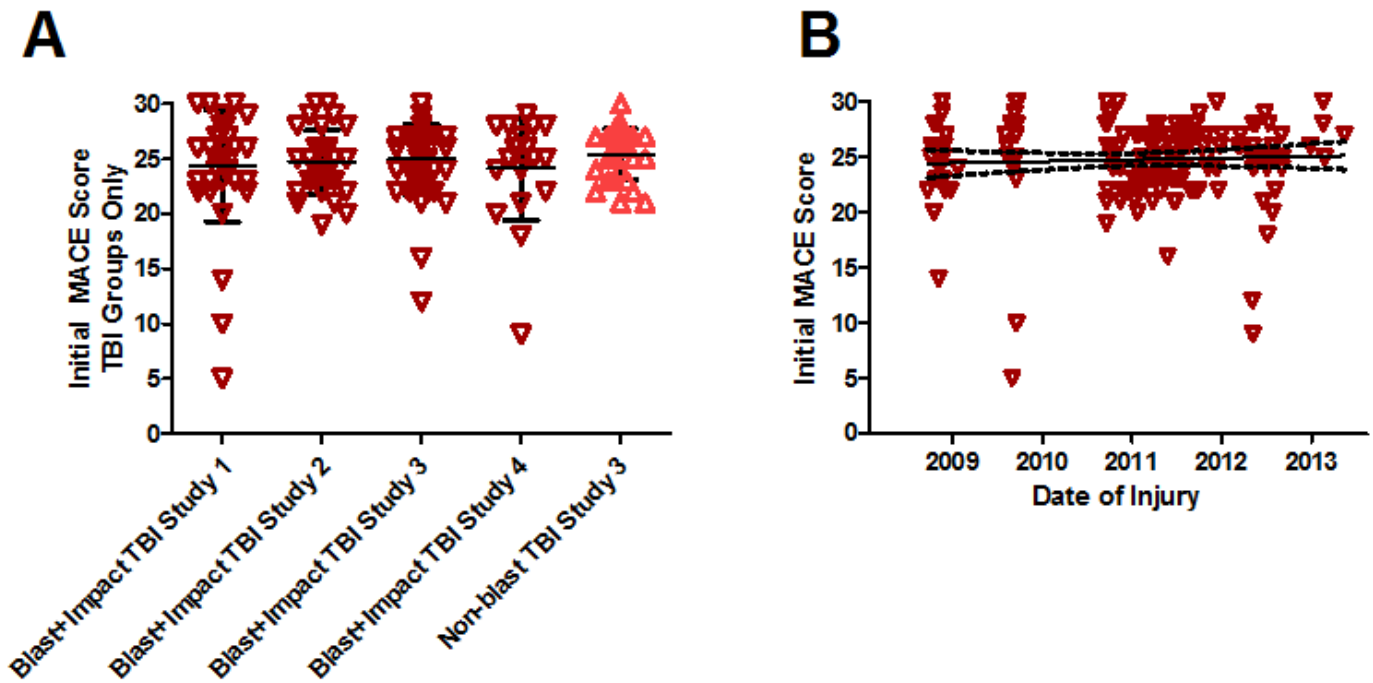 A
Initial MACE Score
TBI Groups Only
30
25
20
15
10
5
0
Blast+Impact TBI Study 1
Blast+Impact TBI Study 2
Blast+Impact TBI Study 3
Blast+Impact TBI Study 4
Non-blast TBI Study 3
B
Initial MACE Score
30
25
20
15
10
5
0
2009 2010 2011 2012 2013
Date of Injury